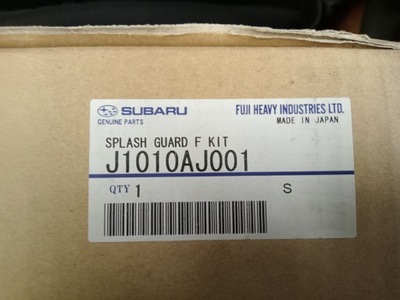 SUBARU
GENUINE PARTS
FUJI HEAVY INDUSTRIES LTD.
MADE IN JAPAN
SPLASH GUARD F KIT
J1010AJ001
QTY 1 S